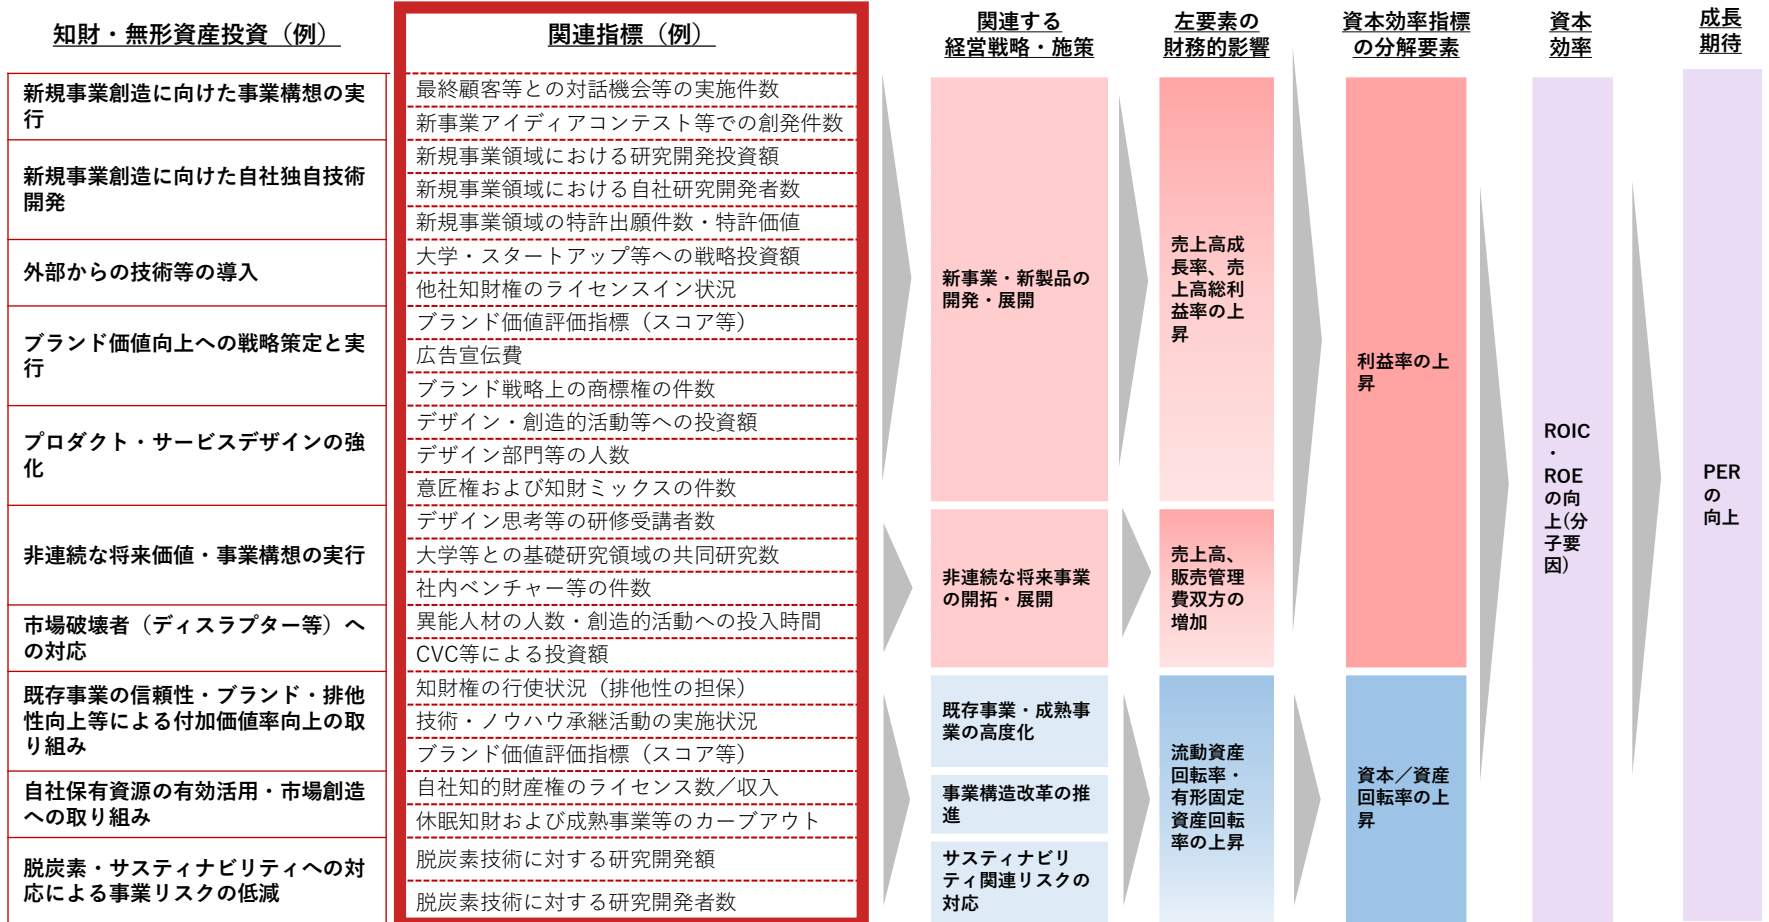 知財・無形資産投資（例）
関連指標（例）
関連する
経営戦略・施策
左要素の
財務的影響
資本効率指標
の分解要素
資本
効率
成長
期待
新規事業創造に向けた事業構想の実
行
新規事業創造に向けた自社独自技術
開発
外部からの技術等の導入
ブランド価値向上への戦略策定と実
行
プロダクト・サービスデザインの強
化
非連続な将来価値・事業構想の実行
市場破壊者（ディスラプター等）へ
の対応
既存事業の信頼性・ブランド・排他
性向上等による付加価値率向上の取
り組み
自社保有資源の有効活用・市場創造
への取り組み
脱炭素・サスティナビリティへの対
応による事業リスクの低減
最終顧客等との対話機会等の実施件数
新事業アイディアコンテスト等での創発件数
新規事業領域における研究開発投資額
新規事業領域における自社研究開発者数
新規事業領域の特許出願件数・特許価値
大学・スタートアップ等への戦略投資額
他社知財権のライセンスイン状況
ブランド価値評価指標（スコア等）
広告宣伝費
ブランド戦略上の商標権の件数
デザイン・創造的活動等への投資額
デザイン部門等の人数
意匠権および知財ミックスの件数
デザイン思考等の研修受講者数
大学等との基礎研究領域の共同研究数
社内ベンチャー等の件数
異能人材の人数・創造的活動への投入時間
CVC等による投資額
知財権の行使状況（排他性の担保）
技術・ノウハウ承継活動の実施状況
ブランド価値評価指標（スコア等）
自社知的財産権のライセンス数／収入
休眠知財および成熟事業等のカーブアウト
脱炭素技術に対する研究開発額
脱炭素技術に対する研究開発者数
新事業・新製品の
開発・展開
非連続な将来事業
の開拓・展開
既存事業・成熟事
業の高度化
事業構造改革の推
進
サスティナビリ
ティ関連リスクの
対応
売上高成
長率、売
上高総利
益率の上
昇
売上高、
販売管理
費双方の
増加
流動資産
回転率・
有形固定
資産回転
率の上昇
利益率の上
昇
資本／資産
回転率の上
昇
ROIC
・
ROE
の向
上(分
子要
因)
PER
の
向上